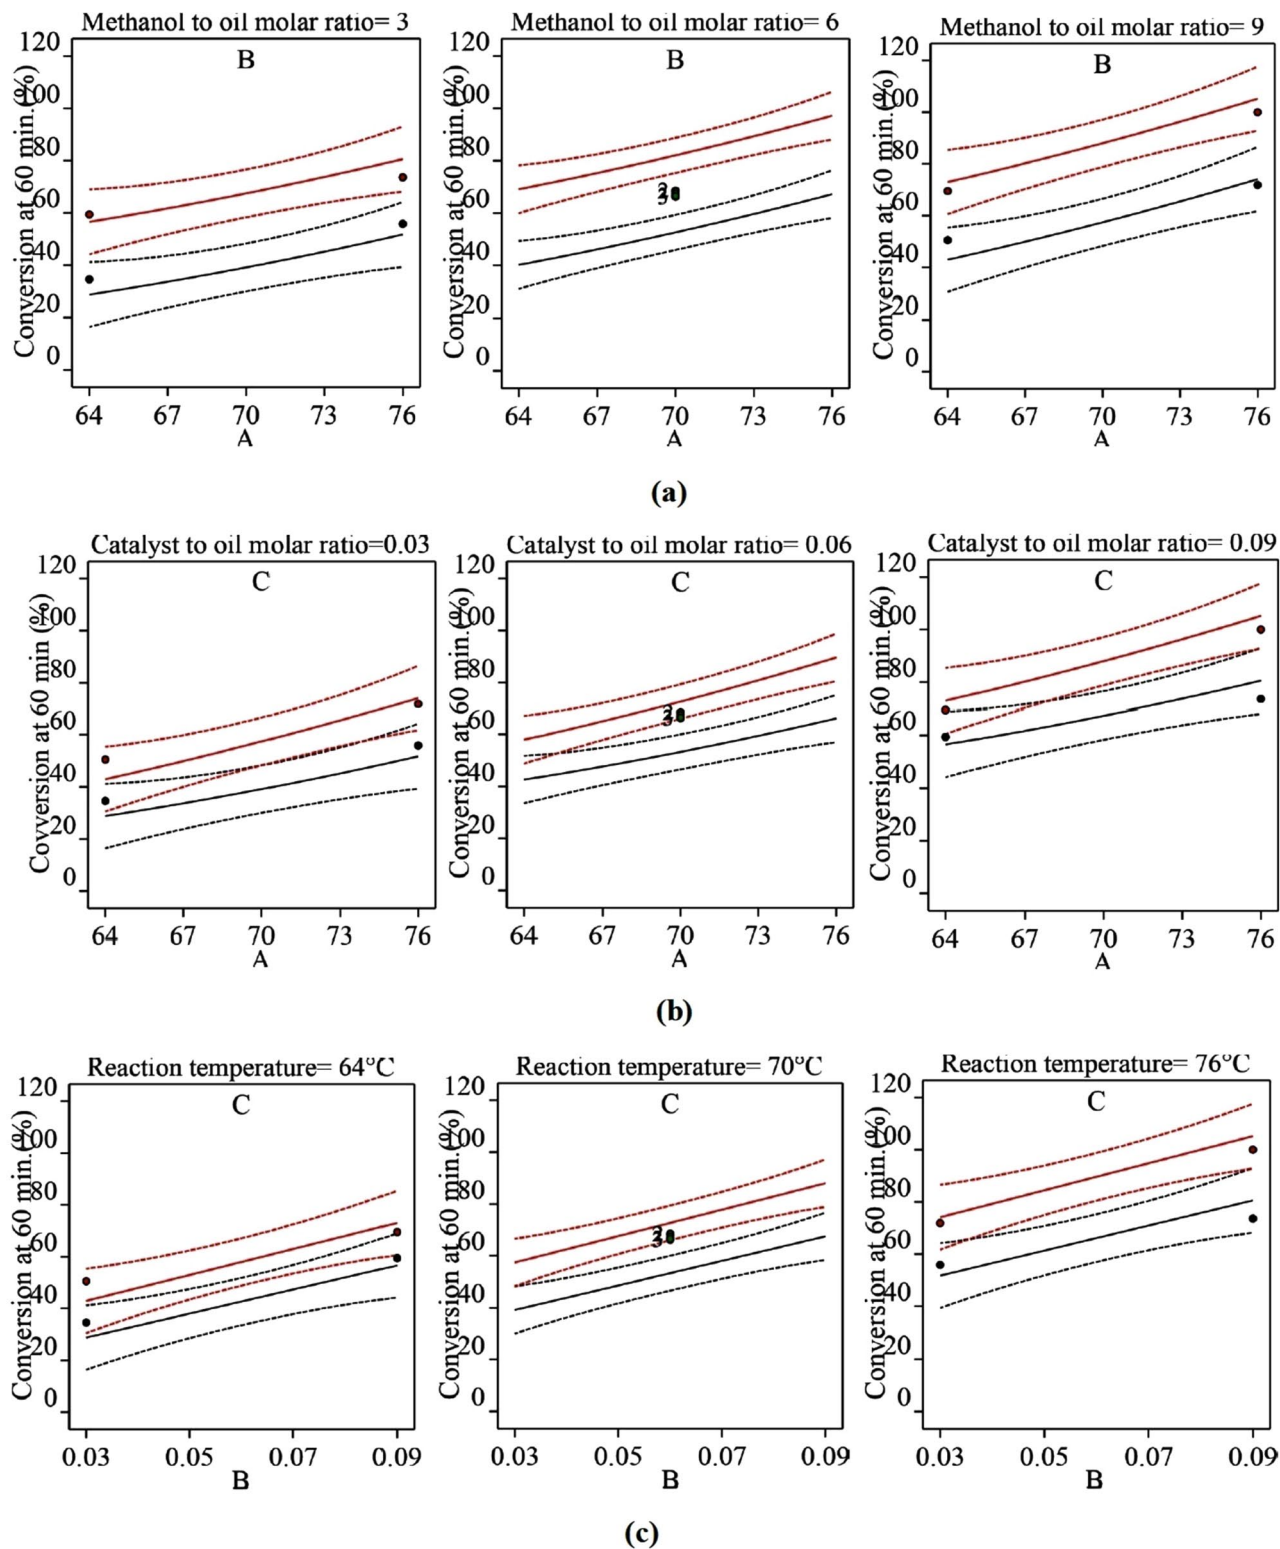 Methanol to oil molar ratio= 3
Methanol to oil molar ratio= 6
Methanol to oil molar ratio= 9
B
B
B
Conversion at 60 min.(%)
120
100
80
60
40
20
0
Conversion at 60 min.(%)
120
100
80
60
40
20
0
Conversion at 60 min.(%)
120
100
80
60
40
20
0
64 67 70 73 76
64 67 70 73 76
64 67 70 73 76
A
A
A
(a)
Catalyst to oil molar ratio=0.03
Catalyst to oil molar ratio= 0.06
Catalyst to oil molar ratio= 0.09
C
C
C
Covversion at 60 min (%)
120
100
80
60
40
20
0
Conversion at 60 min.(%)
120
100
80
60
40
20
0
Conversion at 60 min.(%)
120
100
80
60
40
20
0
64 67 70 73 76
64 67 70 73 76
64 67 70 73 76
A
A
A
(b)
Reaction temperature= 64°C
Reaction temperature= 70°C
Reaction temperature= 76°C
C
C
C
Conversion at 60 min.(%)
120
100
80
60
40
20
0
Conversion at 60 min.(%)
120
100
80
60
40
20
0
Conversion at 60 min.(%)
120
100
80
60
40
20
0
0.03 0.05 0.07 0.09
0.03 0.05 0.07 0.09
0.03 0.05 0.07 0.09
B
B
B
(c)